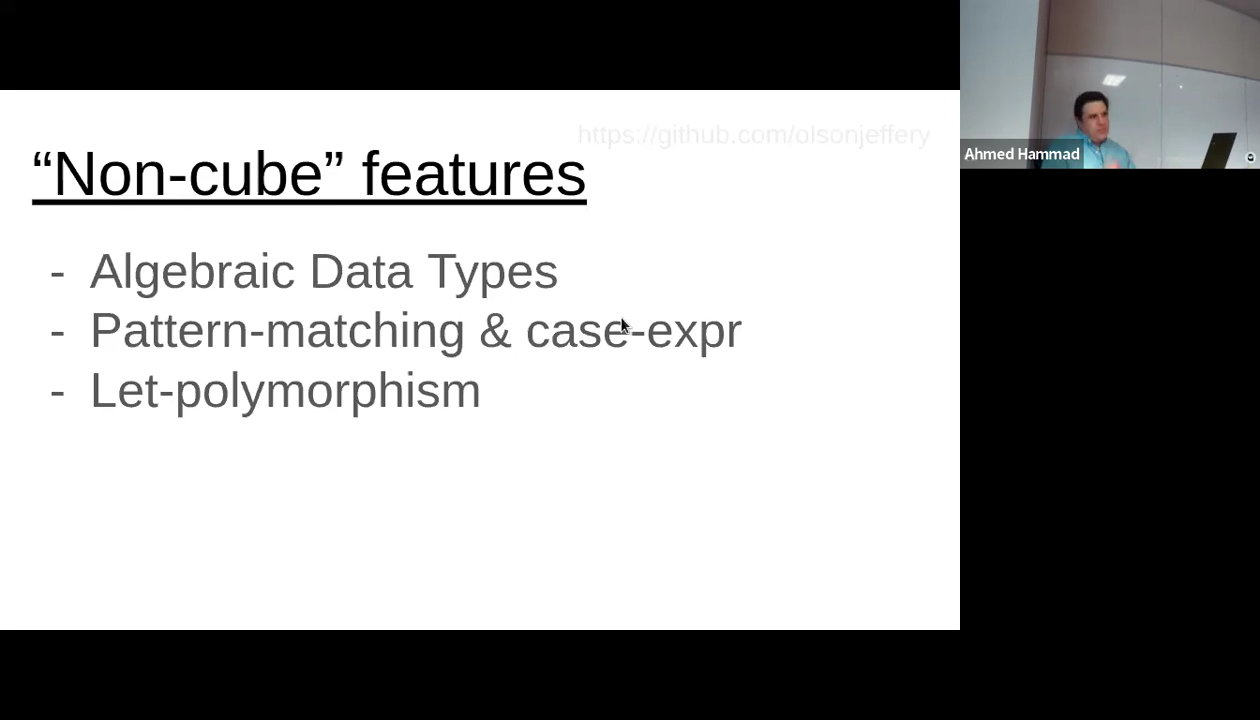 https://github.com/olsonjeffery
“Non-cube” features
- Algebraic Data Types
- Pattern-matching & case-expr
- Let-polymorphism
Ahmed Hammad